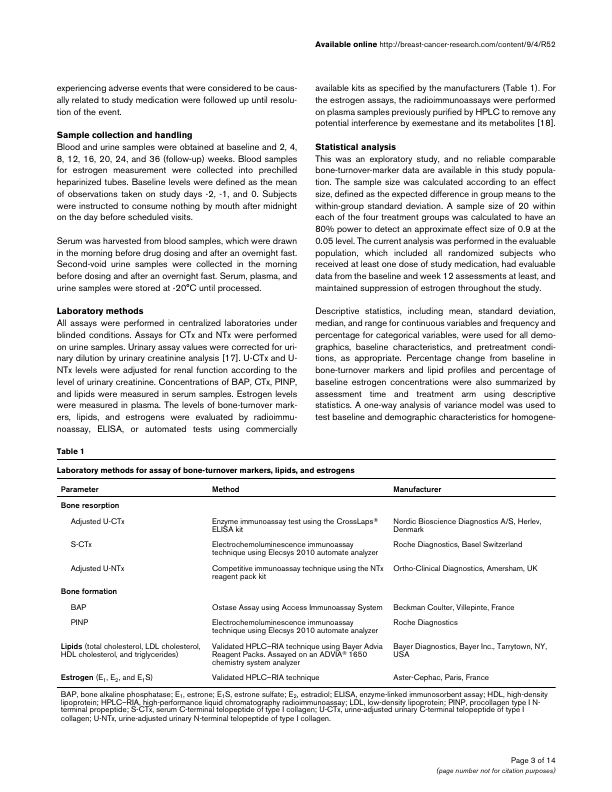 Available online http://breast-cancer-research.com/content/9/4/R52
experiencing adverse events that were considered to be caus-
ally related to study medication were followed up until resolu-
tion of the event.
Sample collection and handling
Blood and urine samples were obtained at baseline and 2, 4,
8, 12, 16, 20, 24, and 36 (follow-up) weeks. Blood samples
for estrogen measurement were collected into prechilled
heparinized tubes. Baseline levels were defined as the mean
of observations taken on study days -2, -1, and 0. Subjects
were instructed to consume nothing by mouth after midnight
on the day before scheduled visits.
Serum was harvested from blood samples, which were drawn
in the morning before drug dosing and after an overnight fast.
Second-void urine samples were collected in the morning
before dosing and after an overnight fast. Serum, plasma, and
urine samples were stored at -20°C until processed.
Laboratory methods
All assays were performed in centralized laboratories under
blinded conditions. Assays for CTx and NTx were performed
on urine samples. Urinary assay values were corrected for uri-
nary dilution by urinary creatinine analysis [17]. U-CTx and U-
NTx levels were adjusted for renal function according to the
level of urinary creatinine. Concentrations of BAP, CTx, PINP,
and lipids were measured in serum samples. Estrogen levels
were measured in plasma. The levels of bone-turnover mark-
ers, lipids, and estrogens were evaluated by radioimmu-
noassay, ELISA, or automated tests using commercially
available kits as specified by the manufacturers (Table 1). For
the estrogen assays, the radioimmunoassays were performed
on plasma samples previously purified by HPLC to remove any
potential interference by exemestane and its metabolites [18].
Statistical analysis
This was an exploratory study, and no reliable comparable
bone-turnover-marker data are available in this study popula-
tion. The sample size was calculated according to an effect
size, defined as the expected difference in group means to the
within-group standard deviation. A sample size of 20 within
each of the four treatment groups was calculated to have an
80% power to detect an approximate effect size of 0.9 at the
0.05 level. The current analysis was performed in the evaluable
population, which included all randomized subjects who
received at least one dose of study medication, had evaluable
data from the baseline and week 12 assessments at least, and
maintained suppression of estrogen throughout the study.
Descriptive statistics, including mean, standard deviation,
median, and range for continuous variables and frequency and
percentage for categorical variables, were used for all demo-
graphics, baseline characteristics, and pretreatment condi-
tions, as appropriate. Percentage change from baseline in
bone-turnover markers and lipid profiles and percentage of
baseline estrogen concentrations were also summarized by
assessment time and treatment arm using descriptive
statistics. A one-way analysis of variance model was used to
test baseline and demographic characteristics for homogene-
Table 1
Laboratory methods for assay of bone-turnover markers, lipids, and estrogens
Parameter Method Manufacturer
Bone resorption
Adjusted U-CTx Enzyme immunoassay test using the CrossLaps® Nordic Bioscience Diagnostics A/S, Herlev,
ELISA kit Denmark
S-CTx Electrochemoluminescence immunoassay Roche Diagnostics, Basel Switzerland
technique using Elecsys 2010 automate analyzer
Adjusted U-NTx Competitive immunoassay technique using the NTx Ortho-Clinical Diagnostics, Amersham, UK
reagent pack kit
Bone formation
BAP Ostase Assay using Access Immunoassay System Beckman Coulter, Villepinte, France
PINP Electrochemoluminescence immunoassay Roche Diagnostics
technique using Elecsys 2010 automate analyzer
Lipids (total cholesterol, LDL cholesterol, Validated HPLC–RIA technique using Bayer Advia Bayer Diagnostics, Bayer Inc., Tarrytown, NY,
HDL cholesterol, and triglycerides) Reagent Packs. Assayed on an ADVIA® 1650 USA
chemistry system analyzer
Estrogen (E₁, E₂, and E₁S) Validated HPLC–RIA technique Aster-Cephac, Paris, France
BAP, bone alkaline phosphatase; E₁, estrone; E₁S, estrone sulfate; E₂, estradiol; ELISA, enzyme-linked immunosorbent assay; HDL, high-density
lipoprotein; HPLC–RIA, high-performance liquid chromatography radioimmunoassay; LDL, low-density lipoprotein; PINP, procollagen type I N-
terminal propeptide; S-CTx, serum C-terminal telopeptide of type I collagen; U-CTx, urine-adjusted urinary C-terminal telopeptide of type I
collagen; U-NTx, urine-adjusted urinary N-terminal telopeptide of type I collagen.
Page 3 of 14
(page number not for citation purposes)